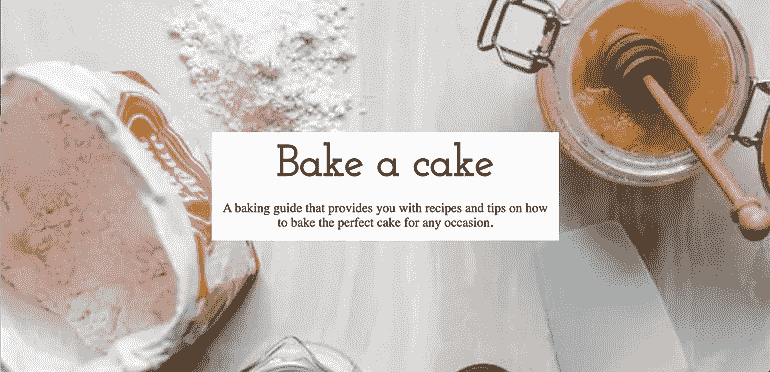 Bake a cake
A baking guide that provides you with recipes and tips on how
to bake the perfect cake for any occasion.